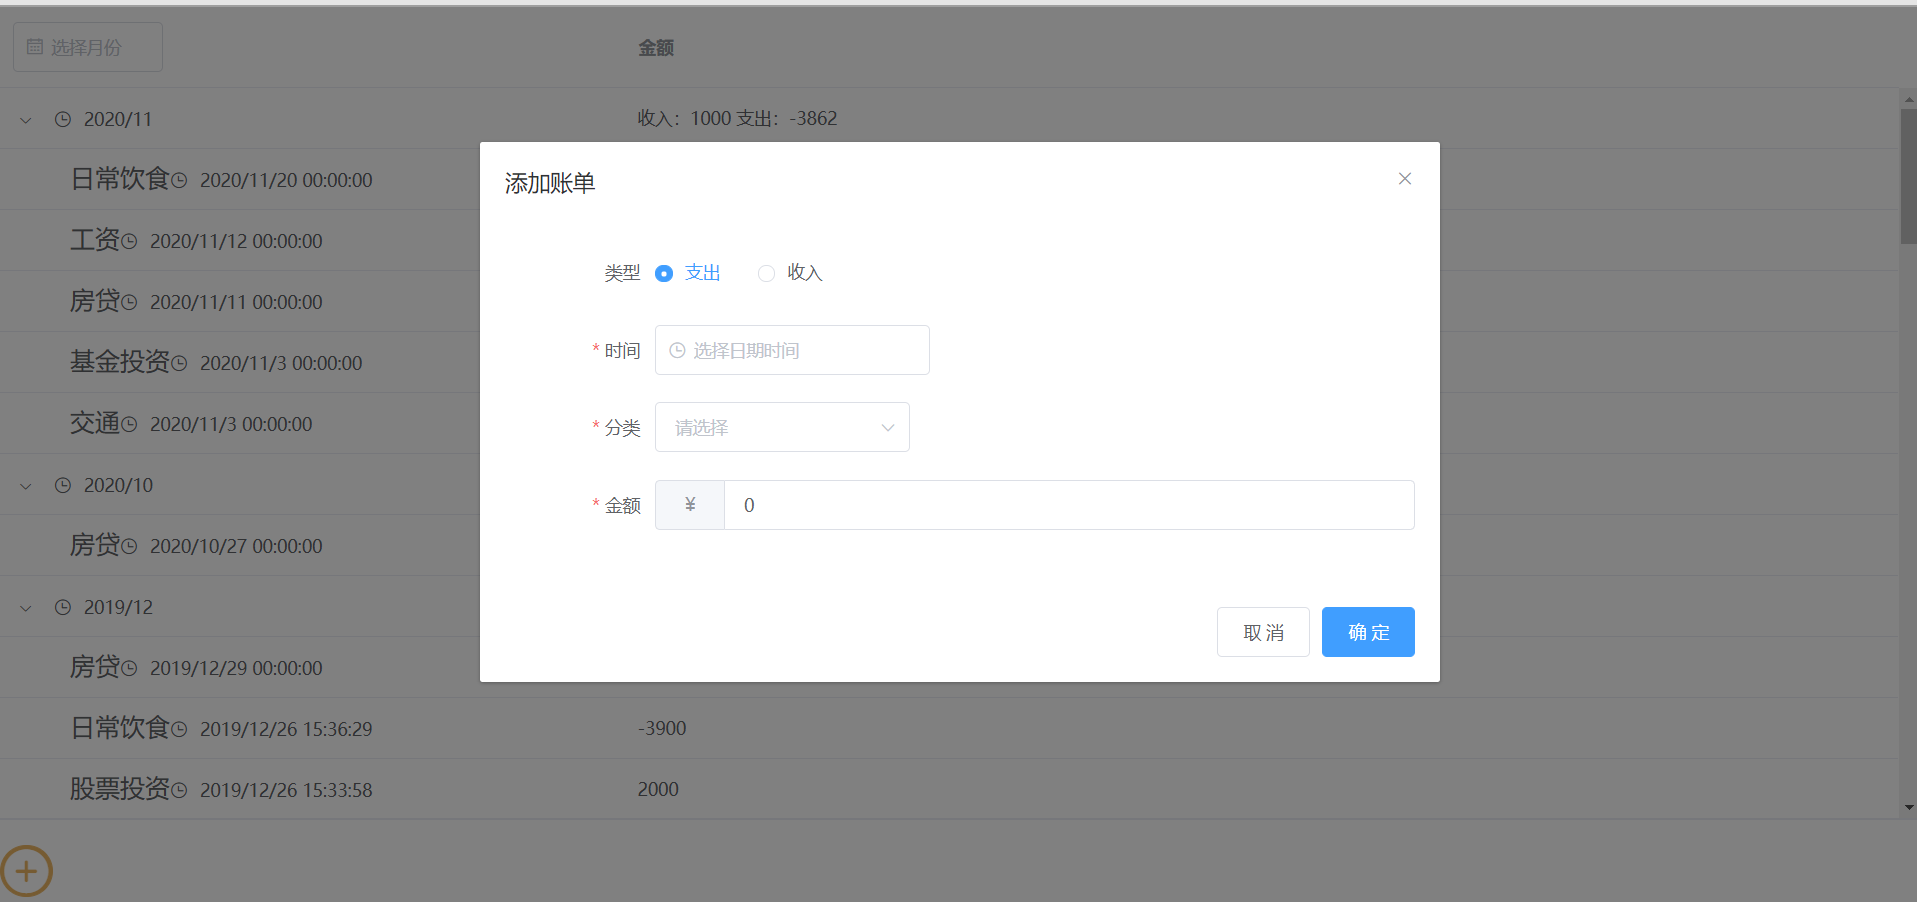 选择月份
金额
2020/11
收入：1000 支出：-3862
日常饮食 2020/11/20 00:00:00
工资 2020/11/12 00:00:00
房贷 2020/11/11 00:00:00
基金投资 2020/11/3 00:00:00
交通 2020/11/3 00:00:00
2020/10
房贷 2020/10/27 00:00:00
2019/12
房贷 2019/12/29 00:00:00
日常饮食 2019/12/26 15:36:29
-3900
股票投资 2019/12/26 15:33:58
2000
添加账单
类型 支出 收入
* 时间 选择日期时间
* 分类 请选择
* 金额 ¥ 0
取 消 确 定